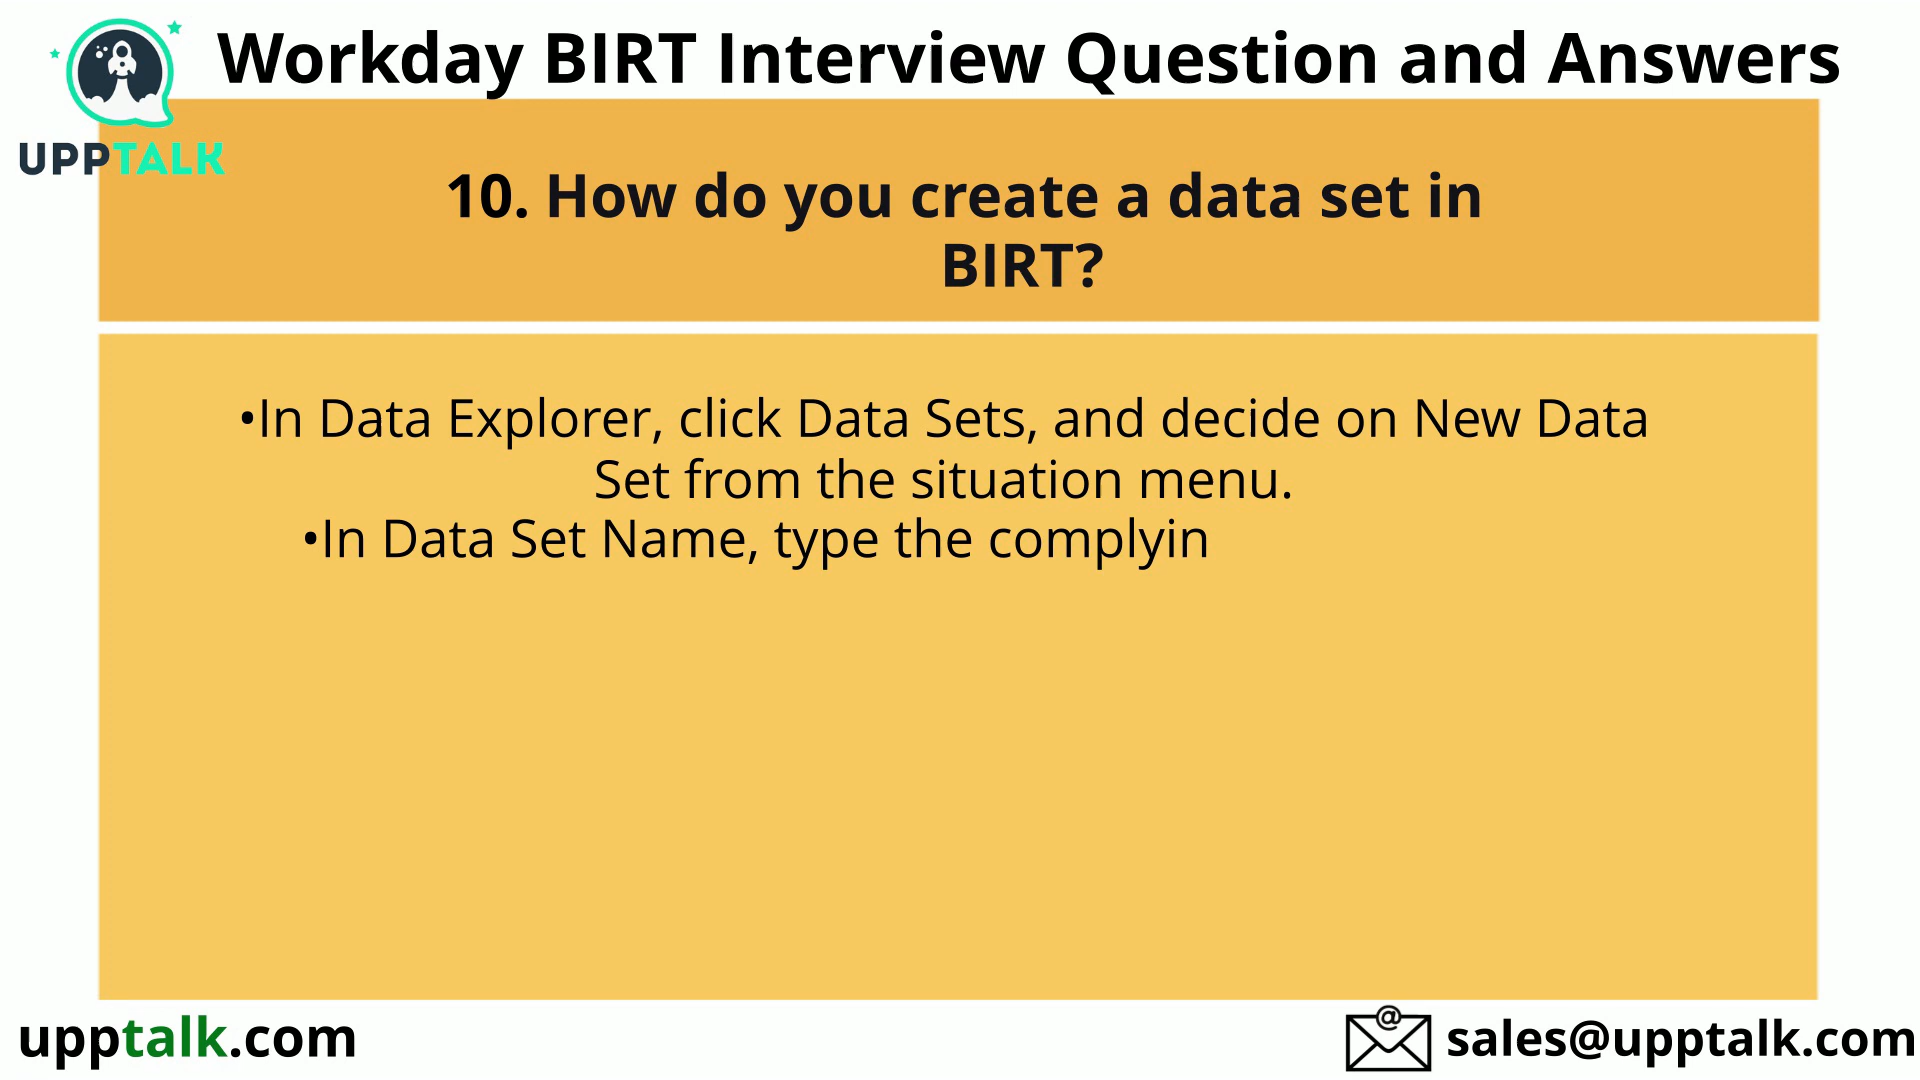 Workday BIRT Interview Question and Answers
UPPTALK
10. How do you create a data set in
BIRT?
•In Data Explorer, click Data Sets, and decide on New Data
Set from the situation menu.
•In Data Set Name, type the complyin
upptalk.com
@
sales@upptalk.com